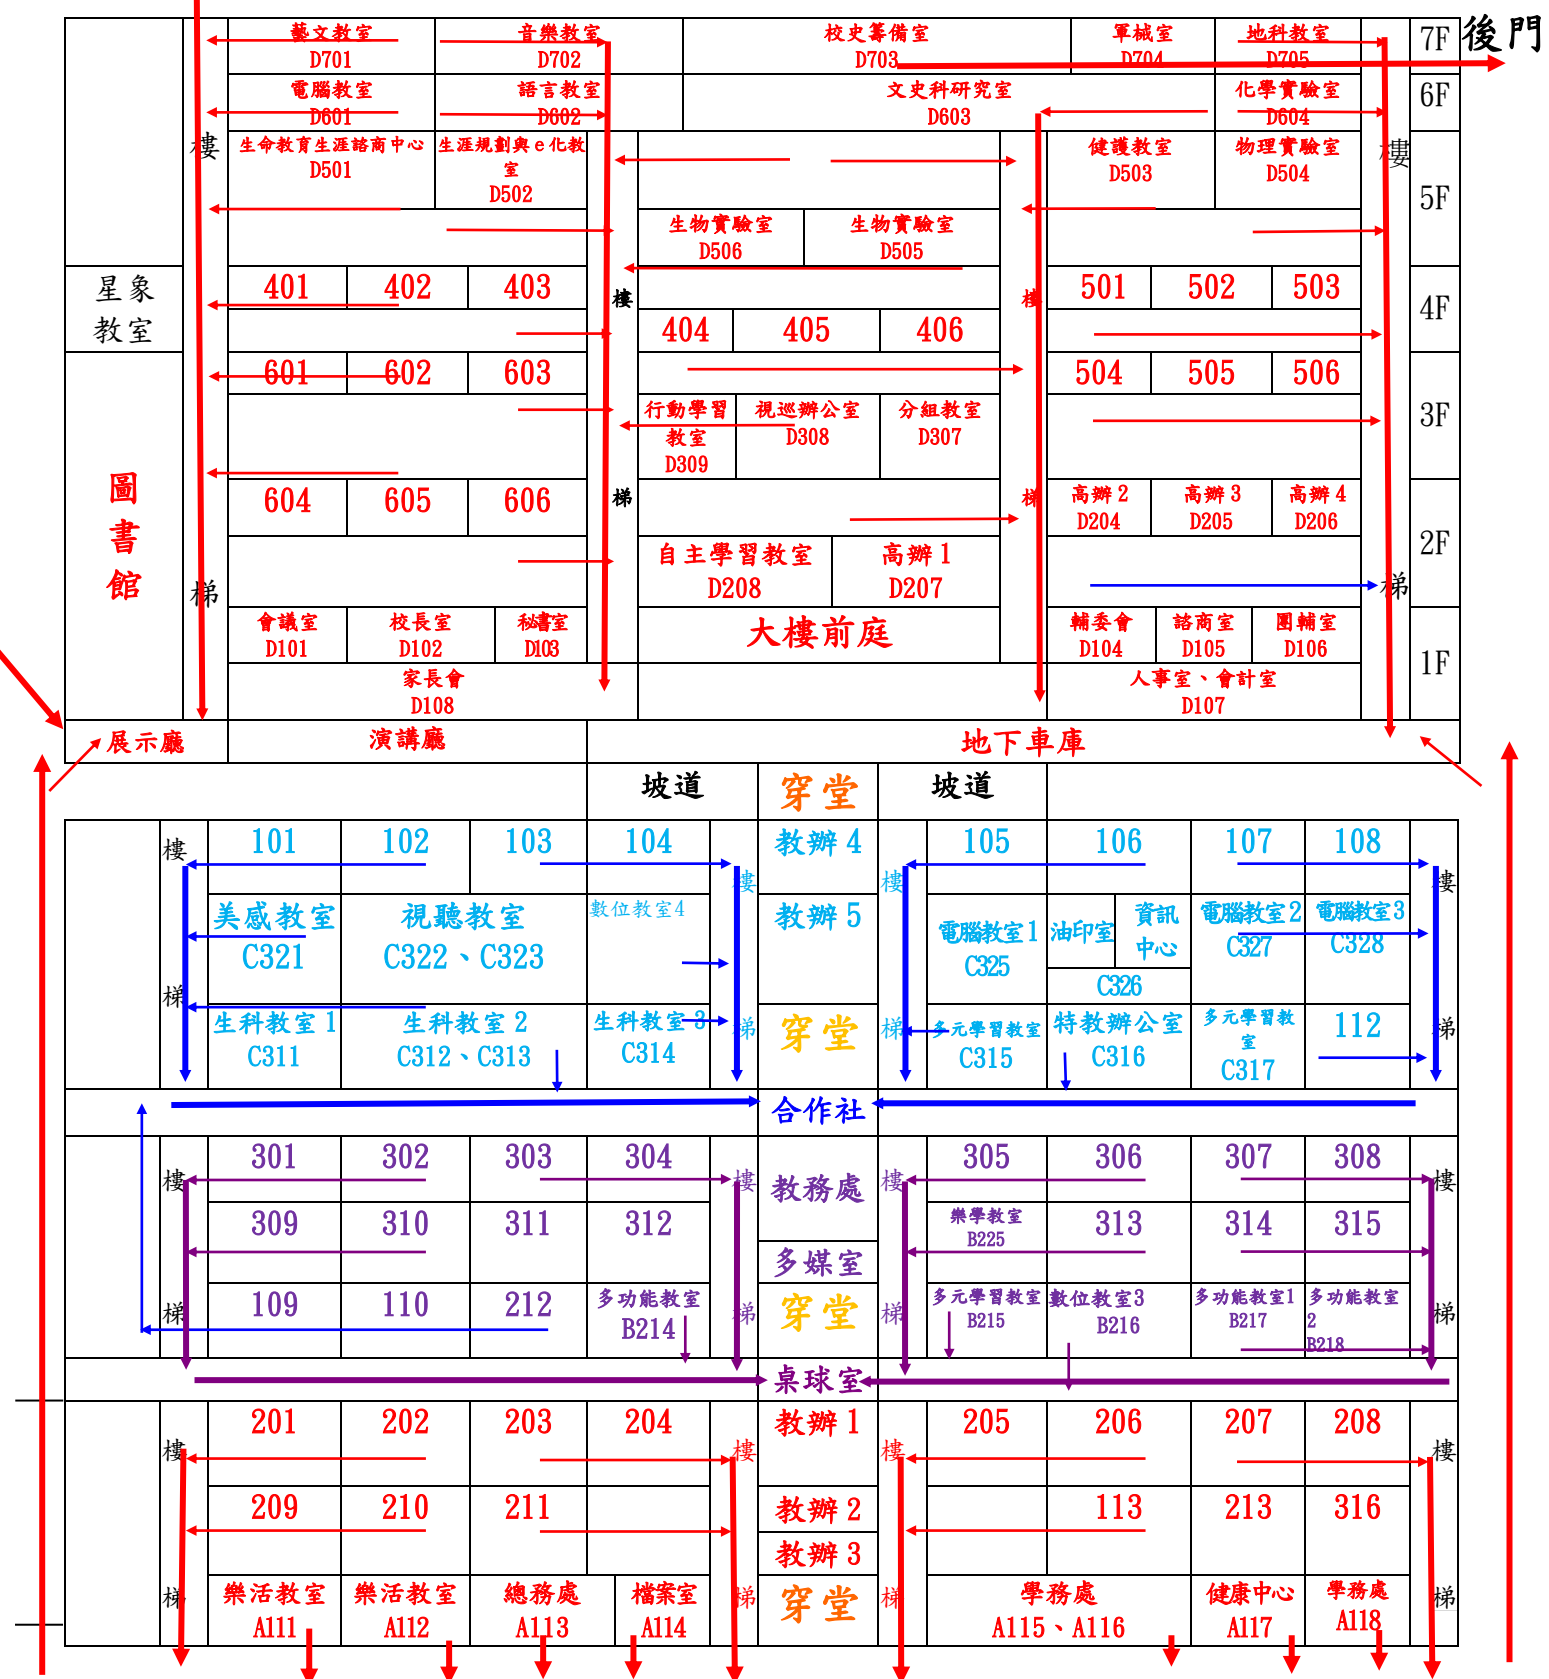 藝文教室
D701
音樂教室
D702
校史籌備室
D703
軍械室
D704
地科教室
D705
7F
後門
電腦教室
D601
語言教室
D602
文史科研究室
D603
化學實驗室
D604
6F
樓
生命教育生涯諮商中心
D501
生涯規劃與e化教
室
D502
健護教室
D503
物理實驗室
D504
樓
5F
生物實驗室
D506
生物實驗室
D505
星象
教室
401
402
403
樓
樓
501
502
503
4F
404
405
406
601
602
603
504
505
506
3F
行動學習
教室
D309
視巡辦公室
D308
分組教室
D307
圖
書
館
604
605
606
梯
梯
高辦2
D204
高辦3
D205
高辦4
D206
2F
自主學習教室
D208
高辦1
D207
梯
梯
會議室
D101
校長室
D102
秘書室
D103
大樓前庭
輔委會
D104
諮商室
D105
團輔室
D106
1F
家長會
D108
人事室、會計室
D107
展示廳
演講廳
地下車庫
坡道
穿堂
坡道
樓
101
102
103
104
樓
教辦4
樓
105
106
107
108
樓
美感教室
C321
視聽教室
C322、C323
數位教室4
教辦5
電腦教室1
C325
油印室
資訊
中心
C326
電腦教室2
C327
電腦教室3
C328
梯
生科教室1
C311
生科教室2
C312、C313
生科教室3
C314
梯
穿堂
梯
多元學習教室
C315
特教辦公室
C316
多元學習教
室
C317
112
梯
合作社
樓
301
302
303
304
樓
教務處
樓
305
306
307
308
樓
309
310
311
312
樂學教室
B225
313
314
315
多媒室
梯
109
110
212
多功能教室
B214
梯
穿堂
梯
多元學習教室
B215
數位教室3
B216
多功能教室1
B217
多功能教室
2
B218
梯
桌球室
樓
201
202
203
204
樓
教辦1
樓
205
206
207
208
樓
209
210
211
教辦2
113
213
316
教辦3
梯
樂活教室
A111
樂活教室
A112
總務處
A113
檔案室
A114
梯
穿堂
梯
學務處
A115、A116
健康中心
A117
學務處
A118
梯